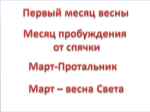 Первый месяц весны
Месяц пробуждения
от спячки
Март-Протальник
Март – весна Света